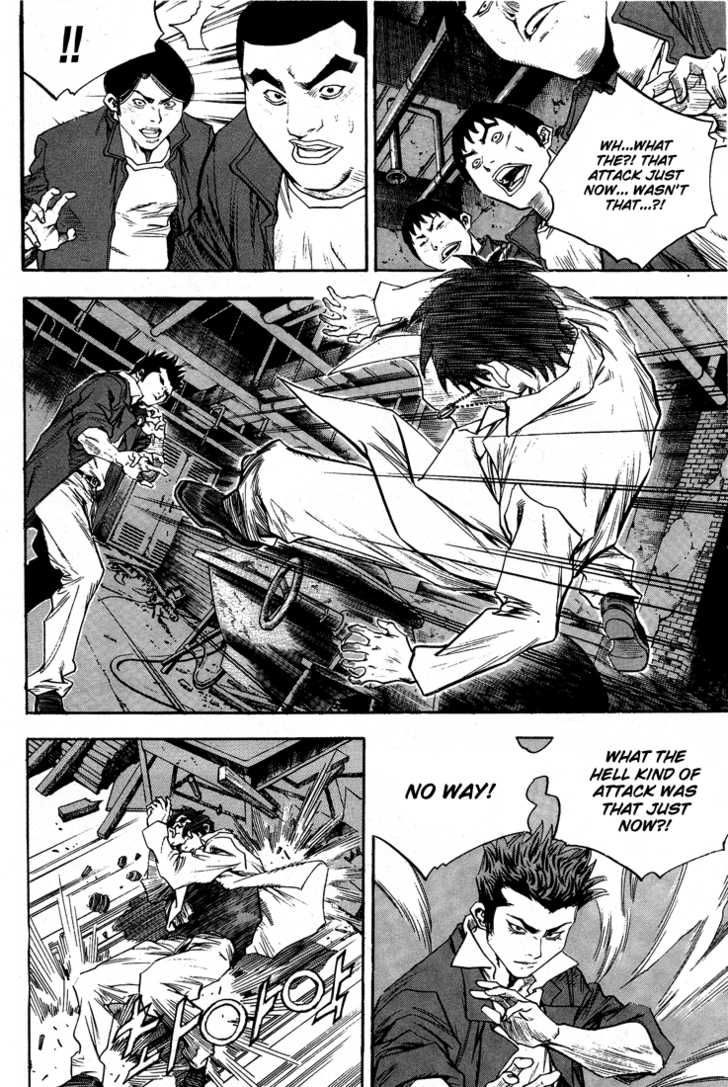 WH...WHAT
THE?! THAT
ATTACK JUST
NOW... WASN'T
THAT...?!
!!
WHAT THE
HELL KIND OF
ATTACK WAS
THAT JUST
NOW?!
NO WAY!